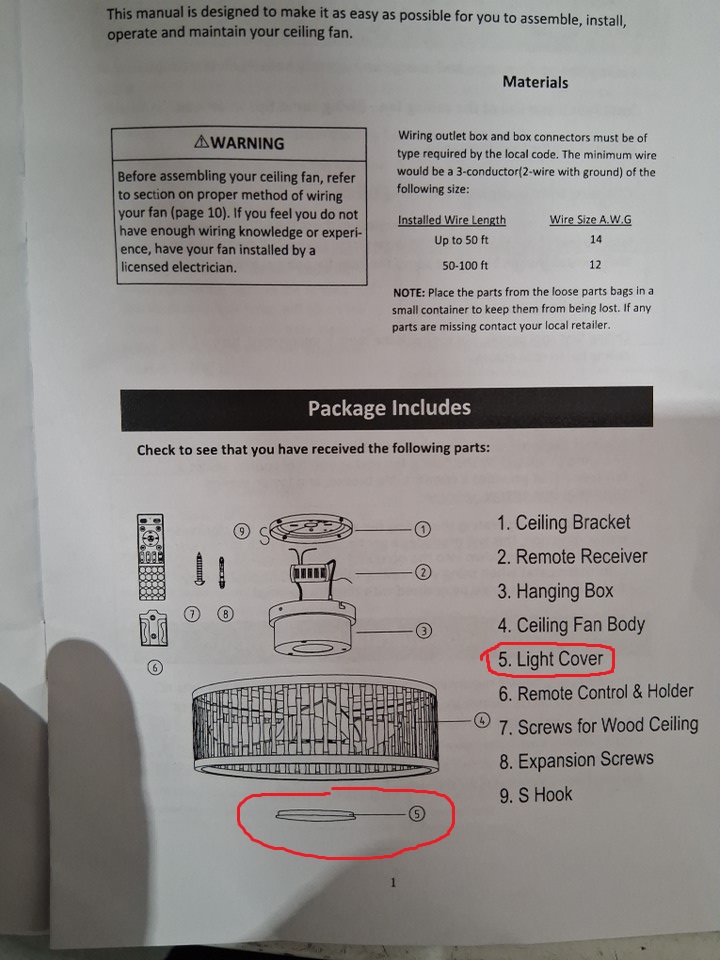 This manual is designed to make it as easy as possible for you to assemble, install,
operate and maintain your ceiling fan.
⚠WARNING
Before assembling your ceiling fan, refer
to section on proper method of wiring
your fan (page 10). If you feel you do not
have enough wiring knowledge or experi-
ence, have your fan installed by a
licensed electrician.
Materials
Wiring outlet box and box connectors must be of
type required by the local code. The minimum wire
would be a 3-conductor(2-wire with ground) of the
following size:
Installed Wire Length Wire Size A.W.G
Up to 50 ft 14
50-100 ft 12
NOTE: Place the parts from the loose parts bags in a
small container to keep them from being lost. If any
parts are missing contact your local retailer.
Package Includes
Check to see that you have received the following parts:
9
1
2
7
8
3
6
4
5
1. Ceiling Bracket
2. Remote Receiver
3. Hanging Box
4. Ceiling Fan Body
5. Light Cover
6. Remote Control & Holder
7. Screws for Wood Ceiling
8. Expansion Screws
9. S Hook
1